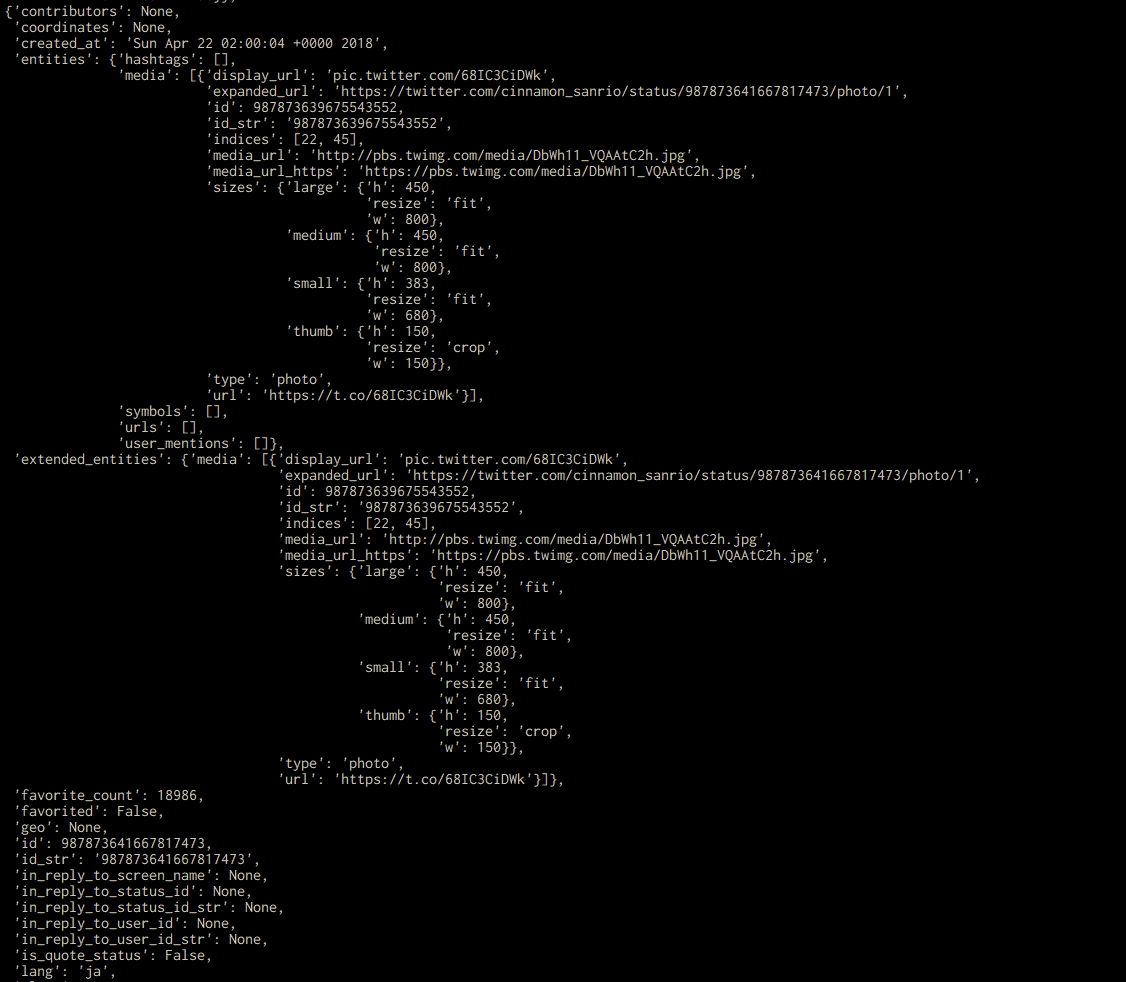 {'contributors': None,
'coordinates': None,
'created_at': 'Sun Apr 22 02:00:04 +0000 2018',
'entities': {'hashtags': [],
'media': [{'display_url': 'pic.twitter.com/68IC3CiDWk',
'expanded_url': 'https://twitter.com/cinnamon_sanrio/status/987873641667817473/photo/1',
'id': 987873639675543552,
'id_str': '987873639675543552',
'indices': [22, 45],
'media_url': 'http://pbs.twimg.com/media/DbWh11_VQAAtC2h.jpg',
'media_url_https': 'https://pbs.twimg.com/media/DbWh11_VQAAtC2h.jpg',
'sizes': {'large': {'h': 450,
'resize': 'fit',
'w': 800},
'medium': {'h': 450,
'resize': 'fit',
'w': 800},
'small': {'h': 383,
'resize': 'fit',
'w': 680},
'thumb': {'h': 150,
'resize': 'crop',
'w': 150}},
'type': 'photo',
'url': 'https://t.co/68IC3CiDWk'}],
'symbols': [],
'urls': [],
'user_mentions': []},
'extended_entities': {'media': [{'display_url': 'pic.twitter.com/68IC3CiDWk',
'expanded_url': 'https://twitter.com/cinnamon_sanrio/status/987873641667817473/photo/1',
'id': 987873639675543552,
'id_str': '987873639675543552',
'indices': [22, 45],
'media_url': 'http://pbs.twimg.com/media/DbWh11_VQAAtC2h.jpg',
'media_url_https': 'https://pbs.twimg.com/media/DbWh11_VQAAtC2h.jpg',
'sizes': {'large': {'h': 450,
'resize': 'fit',
'w': 800},
'medium': {'h': 450,
'resize': 'fit',
'w': 800},
'small': {'h': 383,
'resize': 'fit',
'w': 680},
'thumb': {'h': 150,
'resize': 'crop',
'w': 150}},
'type': 'photo',
'url': 'https://t.co/68IC3CiDWk'}]},
'favorite_count': 18986,
'favorited': False,
'geo': None,
'id': 987873641667817473,
'id_str': '987873641667817473',
'in_reply_to_screen_name': None,
'in_reply_to_status_id': None,
'in_reply_to_status_id_str': None,
'in_reply_to_user_id': None,
'in_reply_to_user_id_str': None,
'is_quote_status': False,
'lang': 'ja',